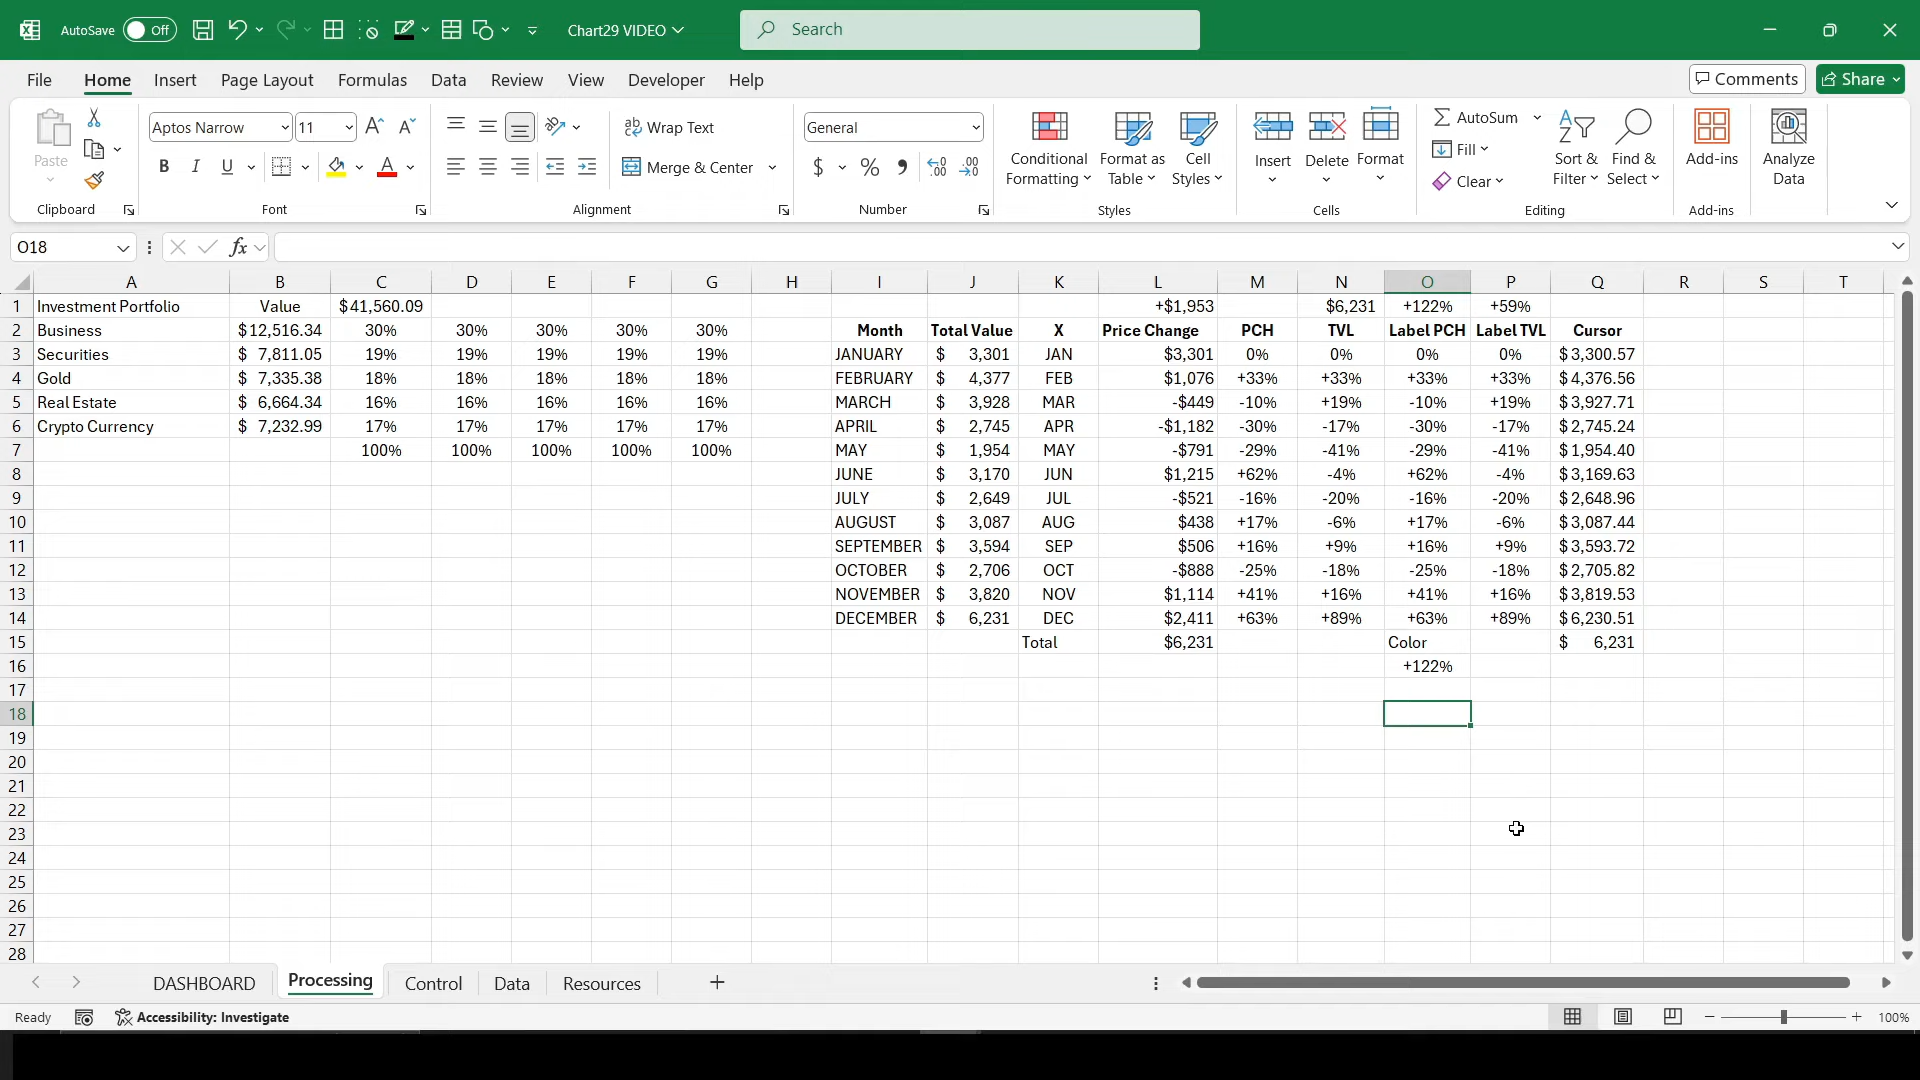 AutoSave Off Chart29 VIDEO Search
File Home Insert Page Layout Formulas Data Review View Developer Help Comments Share
Paste Aptos Narrow 11 Wrap Text General Conditional Formatting Format as Table Cell Styles Insert Delete Format AutoSum Fill Clear Sort & Filter Find & Select Add-ins Analyze Data
B I U Merge & Center $ %
Clipboard Font Alignment Number Styles Cells Editing Add-ins
O18 fx
A B C D E F G H I J K L M N O P Q R S T
1 Investment Portfolio Value $41,560.09 +$1,953 $6,231 +122% +59%
2 Business $12,516.34 30% 30% 30% 30% 30% Month Total Value X Price Change PCH TVL Label PCH Label TVL Cursor
3 Securities $ 7,811.05 19% 19% 19% 19% 19% JANUARY $ 3,301 JAN $3,301 0% 0% 0% 0% $3,300.57
4 Gold $ 7,335.38 18% 18% 18% 18% 18% FEBRUARY $ 4,377 FEB $1,076 +33% +33% +33% +33% $4,376.56
5 Real Estate $ 6,664.34 16% 16% 16% 16% 16% MARCH $ 3,928 MAR -$449 -10% +19% -10% +19% $3,927.71
6 Crypto Currency $ 7,232.99 17% 17% 17% 17% 17% APRIL $ 2,745 APR -$1,182 -30% -17% -30% -17% $2,745.24
7 100% 100% 100% 100% 100% MAY $ 1,954 MAY -$791 -29% -41% -29% -41% $1,954.40
8 JUNE $ 3,170 JUN $1,215 +62% -4% +62% -4% $3,169.63
9 JULY $ 2,649 JUL -$521 -16% -20% -16% -20% $2,648.96
10 AUGUST $ 3,087 AUG $438 +17% -6% +17% -6% $3,087.44
11 SEPTEMBER $ 3,594 SEP $506 +16% +9% +16% +9% $3,593.72
12 OCTOBER $ 2,706 OCT -$888 -25% -18% -25% -18% $2,705.82
13 NOVEMBER $ 3,820 NOV $1,114 +41% +16% +41% +16% $3,819.53
14 DECEMBER $ 6,231 DEC $2,411 +63% +89% +63% +89% $6,230.51
15 Total $6,231 Color $ 6,231
16 +122%
17
18
19
20
21
22
23
24
25
26
27
28
DASHBOARD Processing Control Data Resources
Ready Accessibility: Investigate 100%